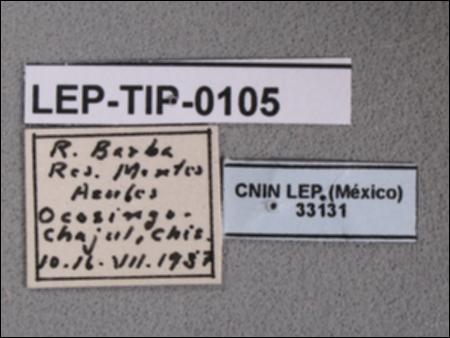 LEP-TIP-0105
R. Barba
Res. Montes
Azules
Ocosingo-
Chajul, Chis.
10.16-VII.1987
CNIN LEP. (México)
33131